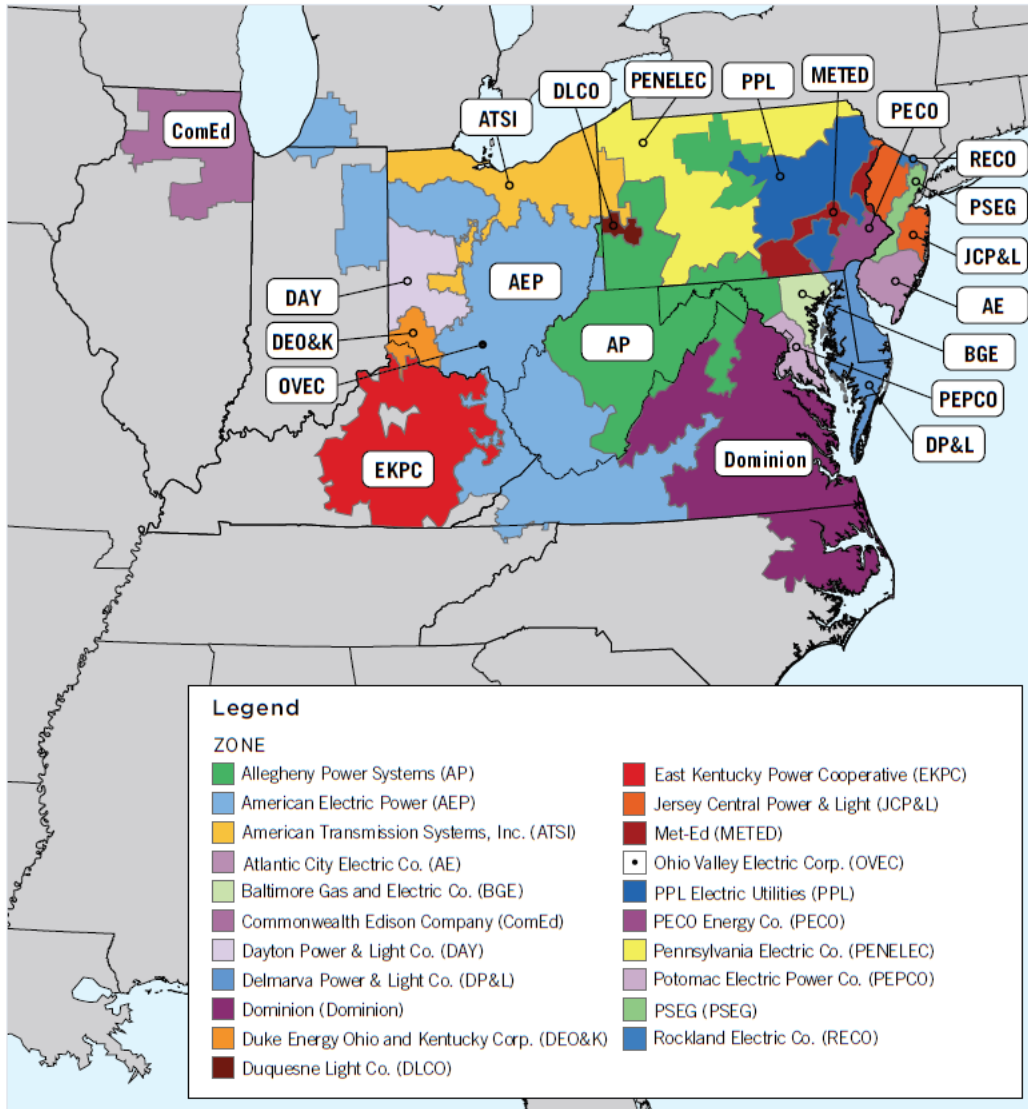 DLCO
PENELEC
PPL
METED
PECO
ATSI
ComEd
RECO
PSEG
JCP&L
AE
BGE
PEPCO
DP&L
DAY
DEO&K
OVEC
AEP
AP
EKPC
Dominion
Legend
ZONE
Allegheny Power Systems (AP)
American Electric Power (AEP)
American Transmission Systems, Inc. (ATSI)
Atlantic City Electric Co. (AE)
Baltimore Gas and Electric Co. (BGE)
Commonwealth Edison Company (ComEd)
Dayton Power & Light Co. (DAY)
Delmarva Power & Light Co. (DP&L)
Dominion (Dominion)
Duke Energy Ohio and Kentucky Corp. (DEO&K)
Duquesne Light Co. (DLCO)
East Kentucky Power Cooperative (EKPC)
Jersey Central Power & Light (JCP&L)
Met-Ed (METED)
Ohio Valley Electric Corp. (OVEC)
PPL Electric Utilities (PPL)
PECO Energy Co. (PECO)
Pennsylvania Electric Co. (PENELEC)
Potomac Electric Power Co. (PEPCO)
PSEG (PSEG)
Rockland Electric Co. (RECO)